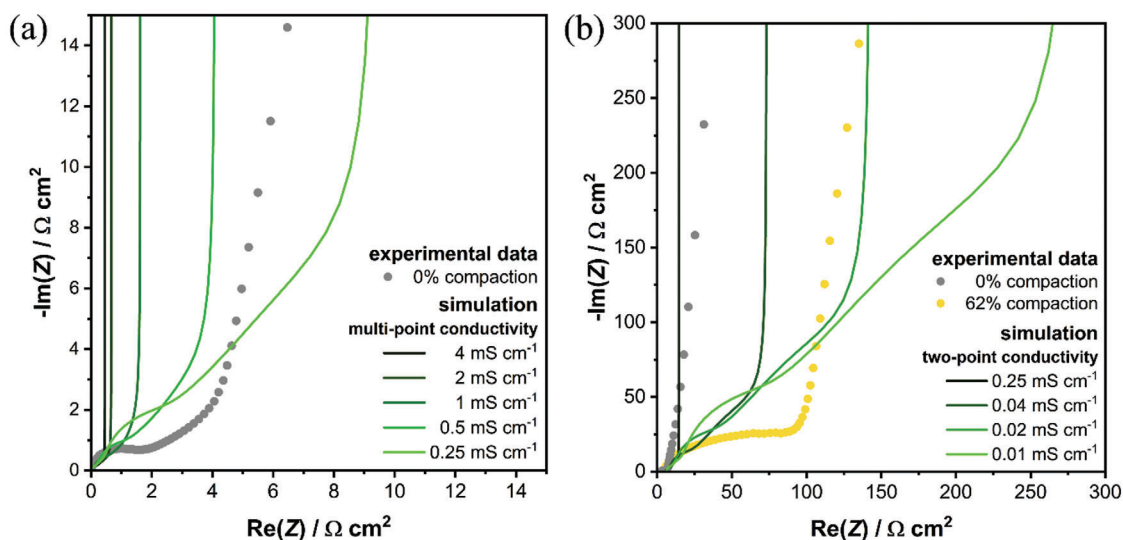 (a)
-Im(Z) / Ω cm²
14
12
10
8
6
4
2
0
0 2 4 6 8 10 12 14
Re(Z) / Ω cm²
experimental data
0% compaction
simulation
multi-point conductivity
4 mS cm⁻¹
2 mS cm⁻¹
1 mS cm⁻¹
0.5 mS cm⁻¹
0.25 mS cm⁻¹
(b)
-Im(Z) / Ω cm²
300
250
200
150
100
50
0
0 50 100 150 200 250 300
Re(Z) / Ω cm²
experimental data
0% compaction
62% compaction
simulation
two-point conductivity
0.25 mS cm⁻¹
0.04 mS cm⁻¹
0.02 mS cm⁻¹
0.01 mS cm⁻¹